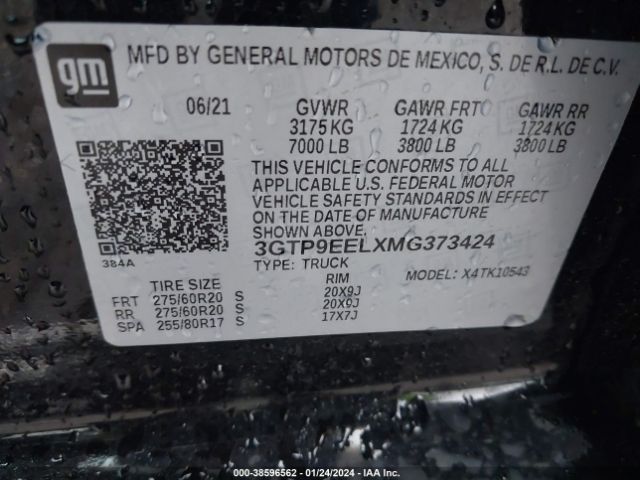 gm
MFD BY GENERAL MOTORS DE MEXICO, S. DE R.L. DE C.V.
06/21 GVWR GAWR FRT GAWR RR
3175 KG 1724 KG 1724 KG
7000 LB 3800 LB 3800 LB
THIS VEHICLE CONFORMS TO ALL
APPLICABLE U.S. FEDERAL MOTOR
VEHICLE SAFETY STANDARDS IN EFFECT
ON THE DATE OF MANUFACTURE
SHOWN ABOVE.
3GTP9EELXMG373424
384A
TYPE: TRUCK MODEL: X4TK10543
TIRE SIZE RIM
FRT 275/60R20 S 20X9J
RR 275/60R20 S 20X9J
SPA 255/80R17 S 17X7J
000-38596562 - 01/24/2024 - IAA Inc.